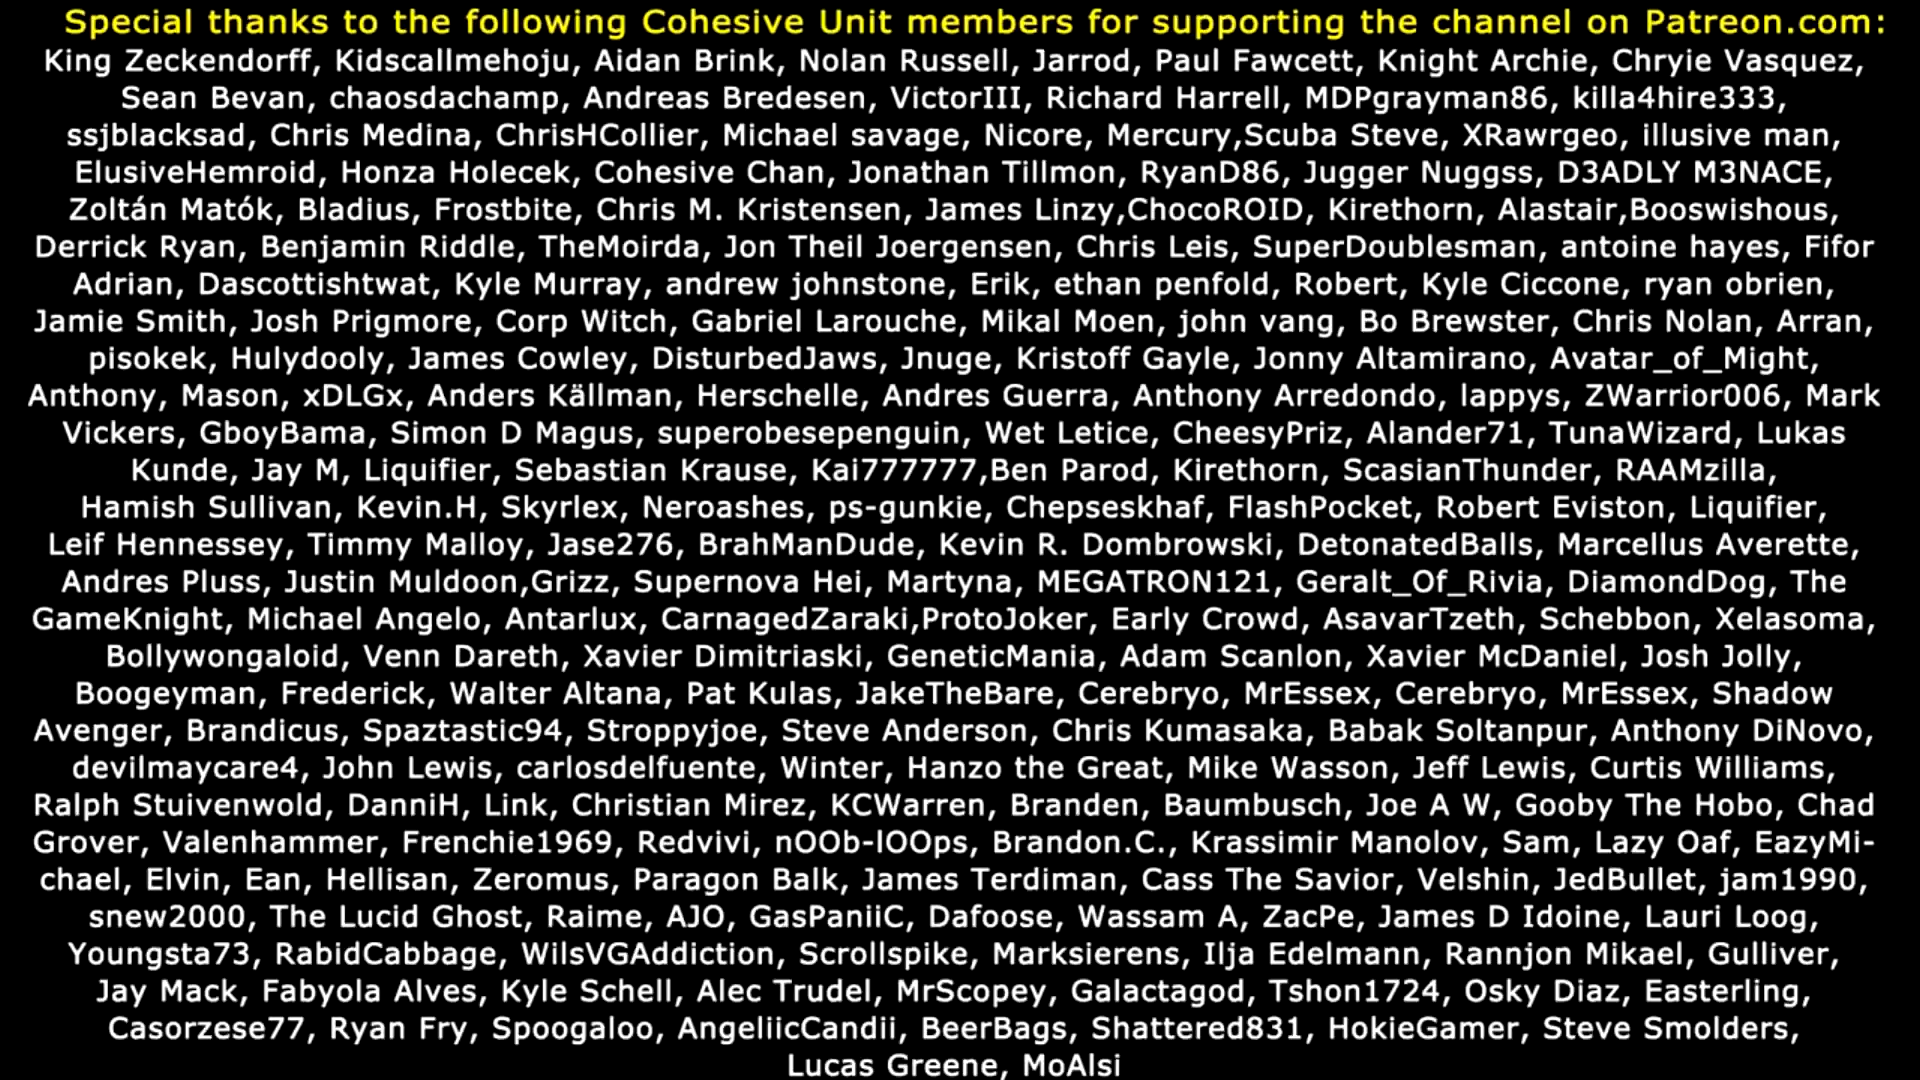 Special thanks to the following Cohesive Unit members for supporting the channel on Patreon.com:
King Zeckendorff, Kidscallmehoju, Aidan Brink, Nolan Russell, Jarrod, Paul Fawcett, Knight Archie, Chryie Vasquez,
Sean Bevan, chaosdachamp, Andreas Bredesen, VictorIII, Richard Harrell, MDPgrayman86, killa4hire333,
ssjblacksad, Chris Medina, ChrisHCollier, Michael savage, Nicore, Mercury,Scuba Steve, XRawrgeo, illusive man,
ElusiveHemroid, Honza Holecek, Cohesive Chan, Jonathan Tillmon, RyanD86, Jugger Nuggss, D3ADLY M3NACE,
Zoltán Matók, Bladius, Frostbite, Chris M. Kristensen, James Linzy,ChocoROID, Kirethorn, Alastair,Booswishous,
Derrick Ryan, Benjamin Riddle, TheMoirda, Jon Theil Joergensen, Chris Leis, SuperDoublesman, antoine hayes, Fifor
Adrian, Dascottishtwat, Kyle Murray, andrew johnstone, Erik, ethan penfold, Robert, Kyle Ciccone, ryan obrien,
Jamie Smith, Josh Prigmore, Corp Witch, Gabriel Larouche, Mikal Moen, john vang, Bo Brewster, Chris Nolan, Arran,
pisokek, Hulydooly, James Cowley, DisturbedJaws, Jnuge, Kristoff Gayle, Jonny Altamirano, Avatar_of_Might,
Anthony, Mason, xDLGx, Anders Källman, Herschelle, Andres Guerra, Anthony Arredondo, lappys, ZWarrior006, Mark
Vickers, GboyBama, Simon D Magus, superobesepenguin, Wet Letice, CheesyPriz, Alander71, TunaWizard, Lukas
Kunde, Jay M, Liquifier, Sebastian Krause, Kai777777,Ben Parod, Kirethorn, ScasianThunder, RAAMzilla,
Hamish Sullivan, Kevin.H, Skyrlex, Neroashes, ps-gunkie, Chepseskhaf, FlashPocket, Robert Eviston, Liquifier,
Leif Hennessey, Timmy Malloy, Jase276, BrahManDude, Kevin R. Dombrowski, DetonatedBalls, Marcellus Averette,
Andres Pluss, Justin Muldoon,Grizz, Supernova Hei, Martyna, MEGATRON121, Geralt_Of_Rivia, DiamondDog, The
GameKnight, Michael Angelo, Antarlux, CarnagedZaraki,ProtoJoker, Early Crowd, AsavarTzeth, Schebbon, Xelasoma,
Bollywongaloid, Venn Dareth, Xavier Dimitriaski, GeneticMania, Adam Scanlon, Xavier McDaniel, Josh Jolly,
Boogeyman, Frederick, Walter Altana, Pat Kulas, JakeTheBare, Cerebryo, MrEssex, Cerebryo, MrEssex, Shadow
Avenger, Brandicus, Spaztastic94, Stroppyjoe, Steve Anderson, Chris Kumasaka, Babak Soltanpur, Anthony DiNovo,
devilmaycare4, John Lewis, carlosdelfuente, Winter, Hanzo the Great, Mike Wasson, Jeff Lewis, Curtis Williams,
Ralph Stuivenwold, DanniH, Link, Christian Mirez, KCWarren, Branden, Baumbusch, Joe A W, Gooby The Hobo, Chad
Grover, Valenhammer, Frenchie1969, Redvivi, nOOb-lOOps, Brandon.C., Krassimir Manolov, Sam, Lazy Oaf, EazyMi-
chael, Elvin, Ean, Hellisan, Zeromus, Paragon Balk, James Terdiman, Cass The Savior, Velshin, JedBullet, jam1990,
snew2000, The Lucid Ghost, Raime, AJO, GasPaniiC, Dafoose, Wassam A, ZacPe, James D Idoine, Lauri Loog,
Youngsta73, RabidCabbage, WilsVGAddiction, Scrollspike, Marksierens, Ilja Edelmann, Rannjon Mikael, Gulliver,
Jay Mack, Fabyola Alves, Kyle Schell, Alec Trudel, MrScopey, Galactagod, Tshon1724, Osky Diaz, Easterling,
Casorzese77, Ryan Fry, Spoogaloo, AngeliicCandii, BeerBags, Shattered831, HokieGamer, Steve Smolders,
Lucas Greene, MoAlsi